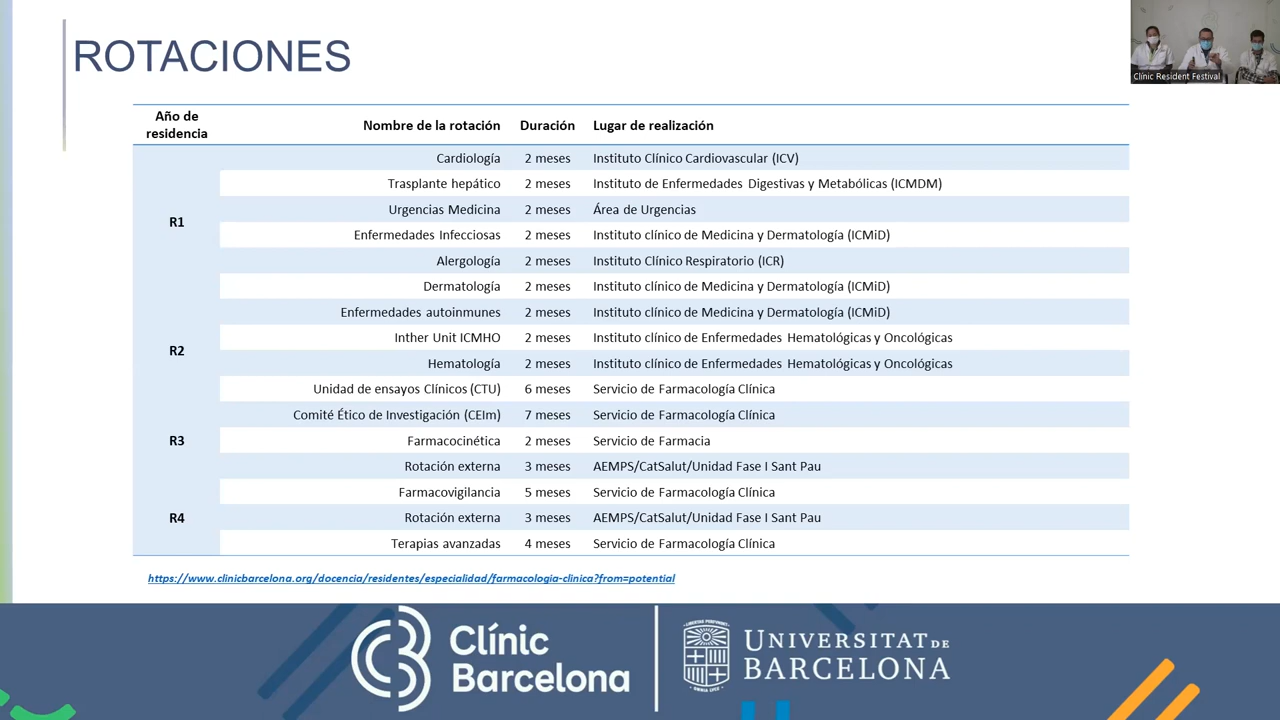 ROTACIONES
Clínic Resident Festival
Año de residencia Nombre de la rotación Duración Lugar de realización
R1
Cardiología 2 meses Instituto Clínico Cardiovascular (ICV)
Trasplante hepático 2 meses Instituto de Enfermedades Digestivas y Metabólicas (ICMDM)
Urgencias Medicina 2 meses Área de Urgencias
Enfermedades Infecciosas 2 meses Instituto clínico de Medicina y Dermatología (ICMiD)
Alergología 2 meses Instituto Clínico Respiratorio (ICR)
Dermatología 2 meses Instituto clínico de Medicina y Dermatología (ICMiD)
R2
Enfermedades autoinmunes 2 meses Instituto clínico de Medicina y Dermatología (ICMiD)
Inther Unit ICMHO 2 meses Instituto clínico de Enfermedades Hematológicas y Oncológicas
Hematología 2 meses Instituto clínico de Enfermedades Hematológicas y Oncológicas
Unidad de ensayos Clínicos (CTU) 6 meses Servicio de Farmacología Clínica
R3
Comité Ético de Investigación (CEIm) 7 meses Servicio de Farmacología Clínica
Farmacocinética 2 meses Servicio de Farmacia
Rotación externa 3 meses AEMPS/CatSalut/Unidad Fase I Sant Pau
R4
Farmacovigilancia 5 meses Servicio de Farmacología Clínica
Rotación externa 3 meses AEMPS/CatSalut/Unidad Fase I Sant Pau
Terapias avanzadas 4 meses Servicio de Farmacología Clínica
https://www.clinicbarcelona.org/docencia/residentes/especialidad/farmacologia-clinica?from=potential
Clínic
Barcelona
UNIVERSITAT DE
BARCELONA